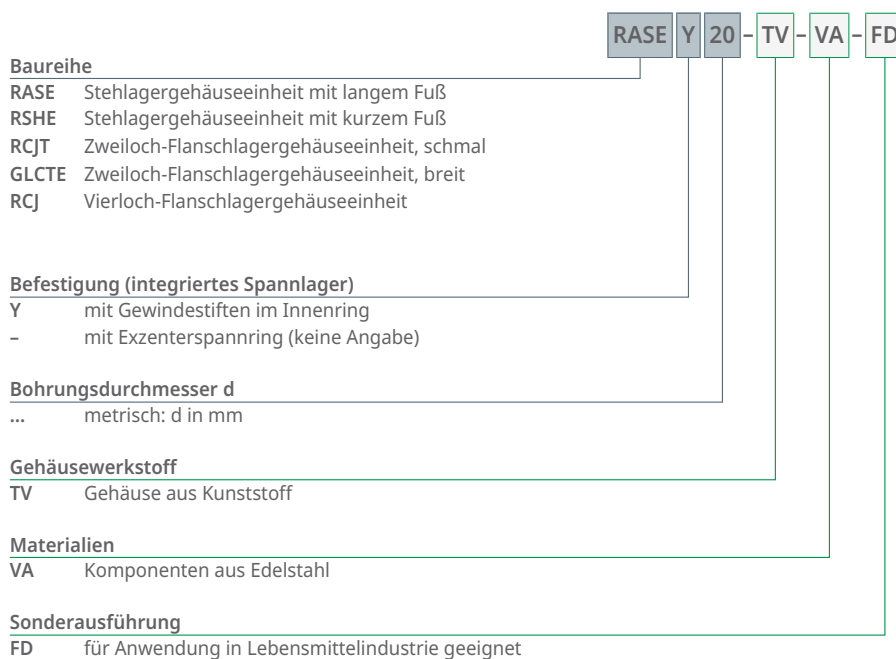 RASE Y 20 – TV – VA – FD
Baureihe
RASE Stehlagergehäuseeinheit mit langem Fuß
RSHE Stehlagergehäuseeinheit mit kurzem Fuß
RCJT Zweiloch-Flanschlagergehäuseeinheit, schmal
GLCTE Zweiloch-Flanschlagergehäuseeinheit, breit
RCJ Vierloch-Flanschlagergehäuseeinheit
Befestigung (integriertes Spannlager)
Y mit Gewindestiften im Innenring
– mit Exzenterspannring (keine Angabe)
Bohrungsdurchmesser d
... metrisch: d in mm
Gehäusewerkstoff
TV Gehäuse aus Kunststoff
Materialien
VA Komponenten aus Edelstahl
Sonderausführung
FD für Anwendung in Lebensmittelindustrie geeignet